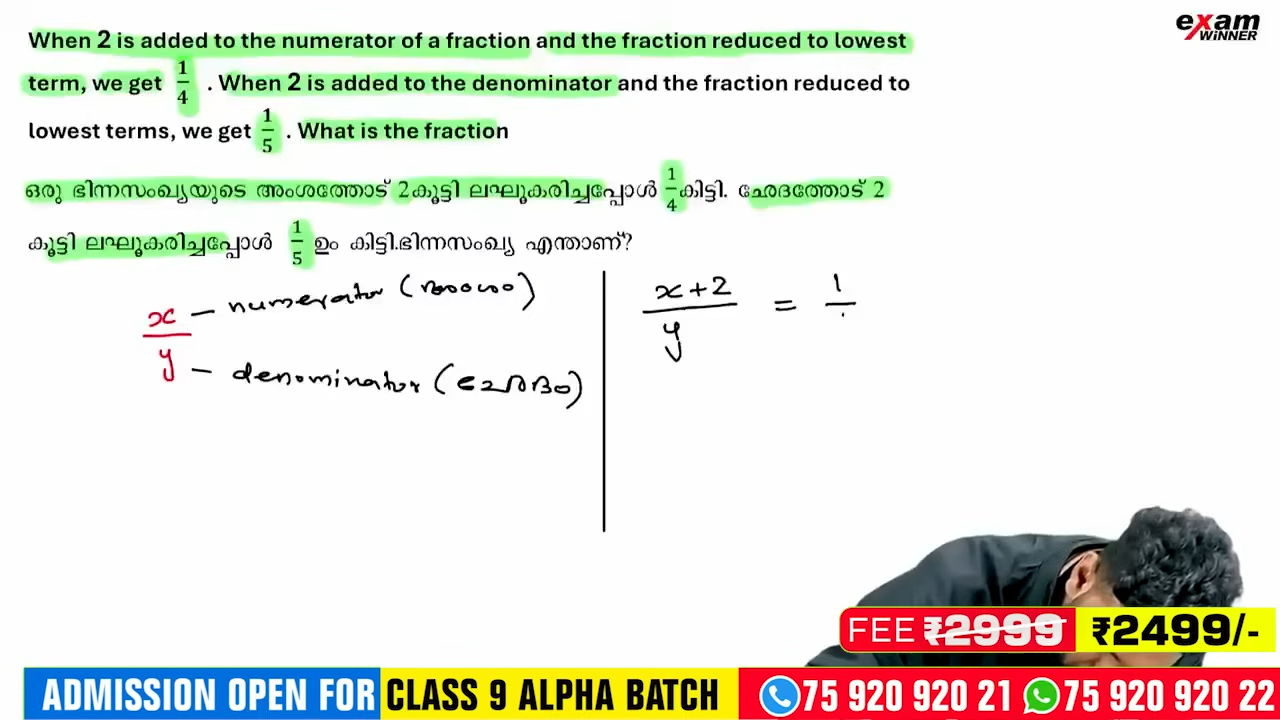 exam
WINNER
When 2 is added to the numerator of a fraction and the fraction reduced to lowest
term, we get 1/4 . When 2 is added to the denominator and the fraction reduced to
lowest terms, we get 1/5 . What is the fraction
ഒരു ഭിന്നസംഖ്യയുടെ അംശത്തോട് 2കൂട്ടി ലഘൂകരിച്ചപ്പോൾ 1/4 കിട്ടി. ഛേദത്തോട് 2
കൂട്ടി ലഘൂകരിച്ചപ്പോൾ 1/5 ഉം കിട്ടി.ഭിന്നസംഖ്യ എന്താണ്?
x — numerator (അംശം)
y — denominator (ഛേദം)
x+2
y
= 1
FEE ₹2999 ₹2499/-
ADMISSION OPEN FOR CLASS 9 ALPHA BATCH 75 920 920 21 75 920 920 22